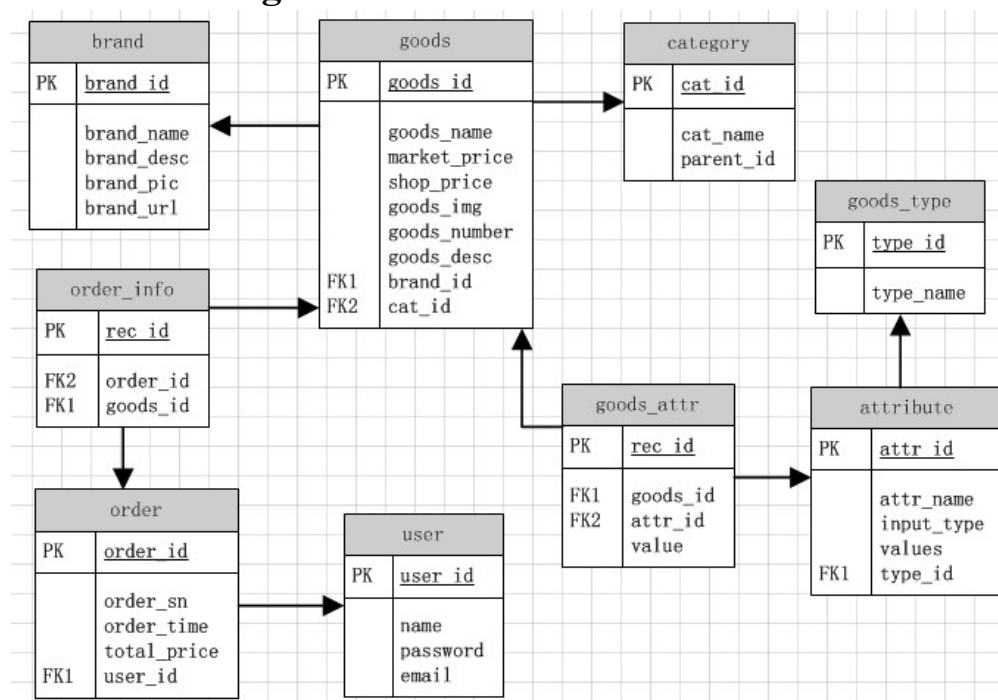 brand
PK brand_id
brand_name
brand_desc
brand_pic
brand_url
goods
PK goods_id
goods_name
market_price
shop_price
goods_img
goods_number
goods_desc
FK1 brand_id
FK2 cat_id
category
PK cat_id
cat_name
parent_id
goods_type
PK type_id
type_name
order_info
PK rec_id
FK2 order_id
FK1 goods_id
goods_attr
PK rec_id
FK1 goods_id
FK2 attr_id
value
attribute
PK attr_id
attr_name
input_type
values
FK1 type_id
order
PK order_id
order_sn
order_time
total_price
FK1 user_id
user
PK user_id
name
password
email